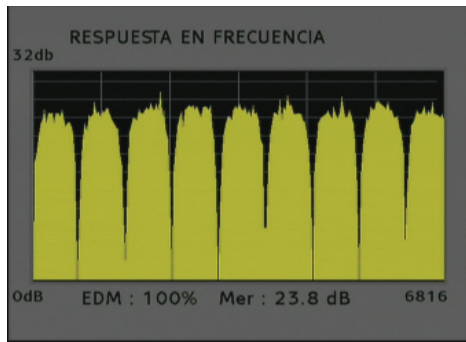 RESPUESTA EN FRECUENCIA
32db
0dB EDM : 100% Mer : 23.8 dB 6816